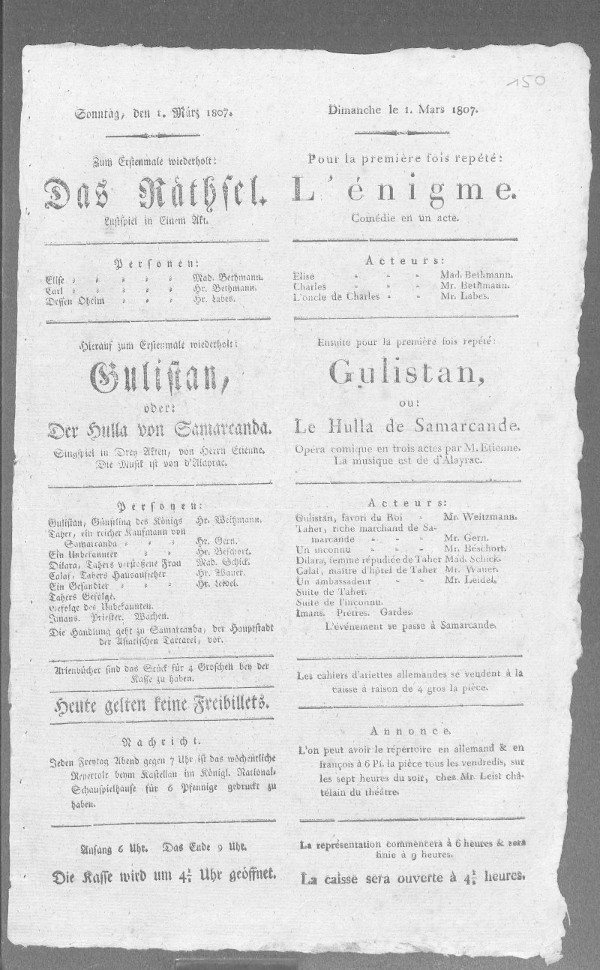 150
Sonntag, den 1. März 1807.
Zum Erstenmale wiederholt:
Das Räthsel.
Lustspiel in Einem Akt.
Personen:
Elise - - - - - Mad. Bethmann.
Carl - - - - - Hr. Bethmann.
Dessen Oheim - - - Hr. Labes.
Hierauf zum Erstenmale wiederholt:
Gulistan,
oder:
Der Hulla von Samarcanda.
Singspiel in Drey Akten, von Herrn Etienne.
Die Musik ist von d'Alayrac.
Personen:
Gulistan, Günstling des Königs Hr. Weitzmann.
Taher, ein reicher Kaufmann von
Samarcanda - - - Hr. Gern.
Ein Unbekannter - - Hr. Beschort.
Dilara, Tahers verstoßene Frau Mad. Schick.
Calaf, Tahers Hausaufseher Hr. Wauer.
Ein Gesandter - - - Hr. Leidel.
Tahers Gefolge.
Gefolge des Unbekannten.
Imans. Priester. Wachen.
Die Handlung geht zu Samarcanda, der Hauptstadt
der Asiatischen Tartarei, vor.
Arienbücher sind das Stück für 4 Groschen bey der
Kasse zu haben.
Heute gelten keine Freibillets.
Nachricht.
Jeden Freytag Abend gegen 7 Uhr ist das wöchentliche
Repertoir beym Kastellan im Königl. National-
Schauspielhause für 6 Pfennige gedruckt zu
haben.
Anfang 6 Uhr. Das Ende 9 Uhr.
Die Kasse wird um 4½ Uhr geöffnet.
Dimanche le 1. Mars 1807.
Pour la première fois repété:
L'énigme.
Comédie en un acte.
Acteurs:
Elise - - - Mad. Bethmann.
Charles - - - Mr. Bethmann.
L'oncle de Charles - - Mr. Labes.
Ensuite pour la première fois repété:
Gulistan,
ou:
Le Hulla de Samarcande.
Opera comique en trois actes par M. Etienne.
La musique est de d'Alayrac.
Acteurs:
Gulistan, favori du Roi - Mr. Weitzmann.
Taher, riche marchand de Sa-
marcande - - - Mr. Gern.
Un inconnu - - - Mr. Beschort.
Dilara, femme répudiée de Taher Mad. Schick.
Calaf, maître d'hôtel de Taher Mr. Wauer.
Un ambassadeur - - Mr. Leidel.
Suite de Taher.
Suite de l'inconnu.
Imans. Prêtres. Gardes.
L'événement se passe à Samarcande.
Les cahiers d'ariettes allemandes se vendent à la
caisse à raison de 4 gros la pièce.
Annonce.
L'on peut avoir le répertoire en allemand & en
françois à 6 Pf. la pièce tous les vendredis, sur
les sept heures du soir, chez Mr. Leist châ-
télain du théâtre.
La représentation commencera à 6 heures & sera
finie à 9 heures.
La caisse sera ouverte à 4½ heures.